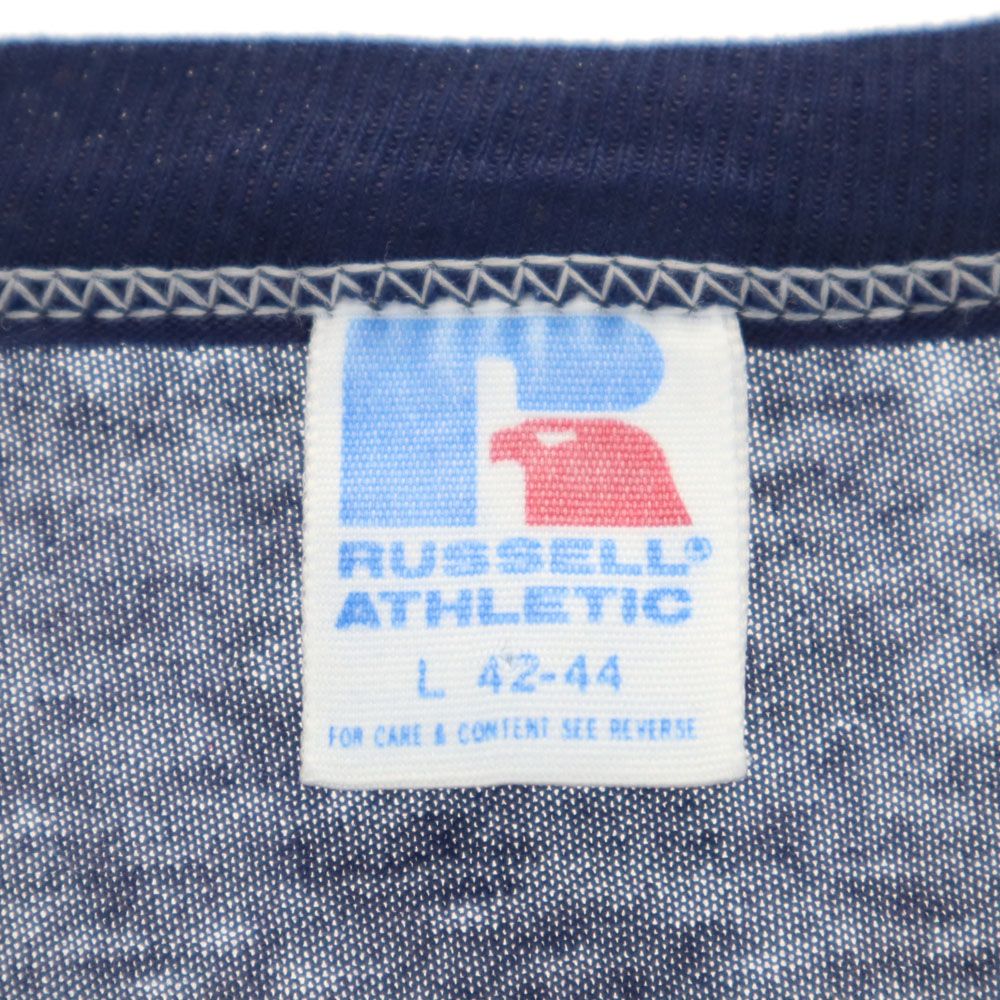 R
RUSSELL®
ATHLETIC
L 42-44
FOR CARE & CONTENT SEE REVERSE